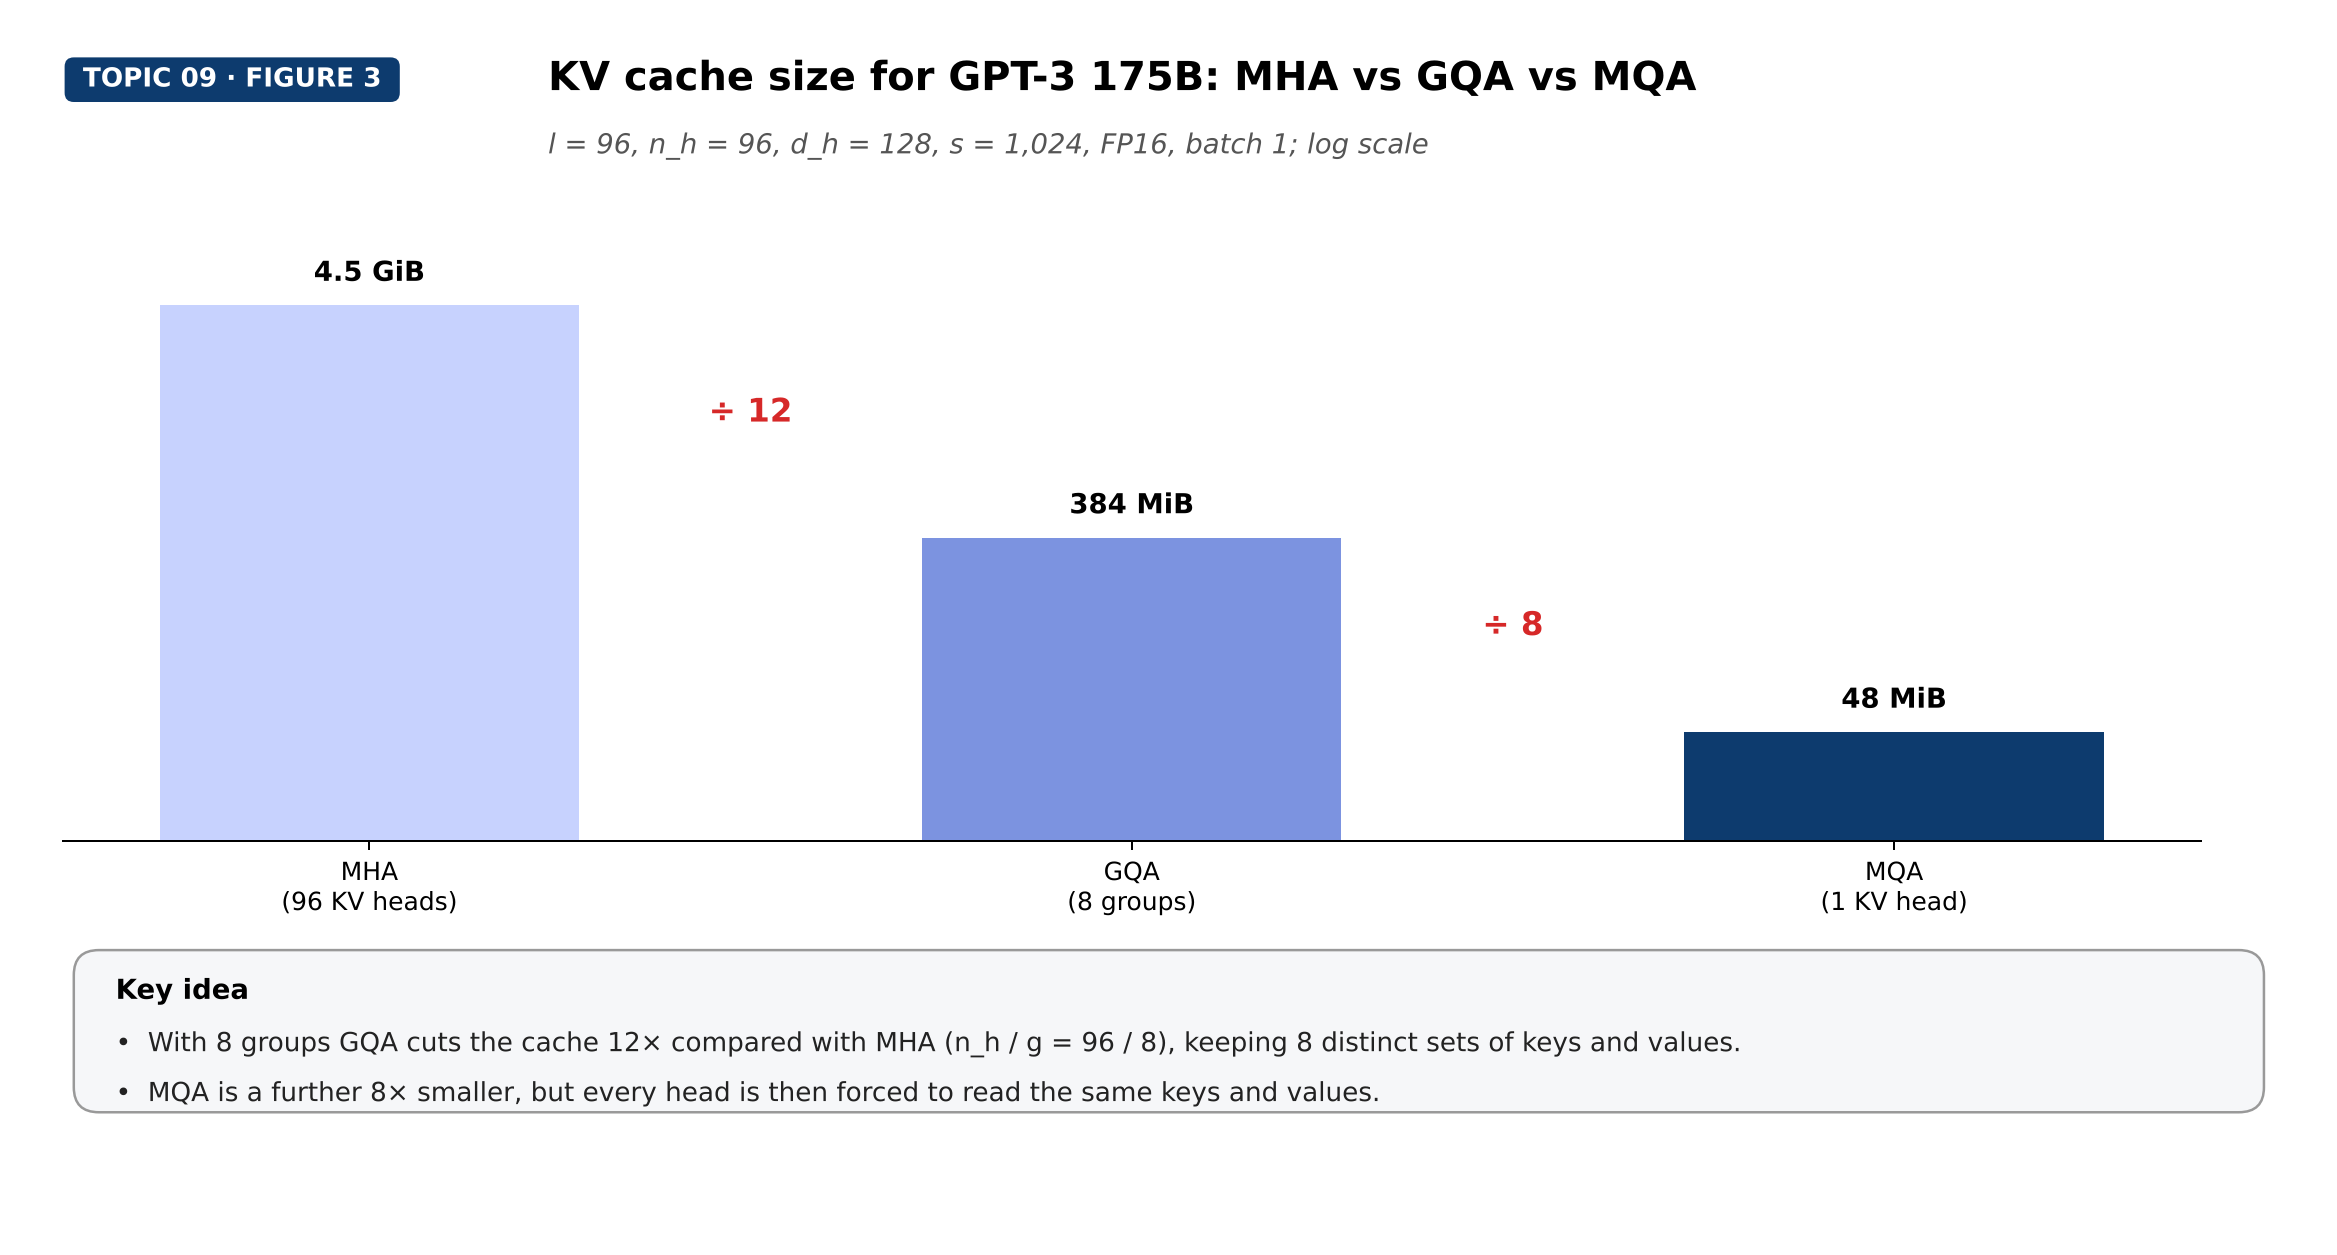 TOPIC 09 · FIGURE 3
KV cache size for GPT-3 175B: MHA vs GQA vs MQA
l = 96, n_h = 96, d_h = 128, s = 1,024, FP16, batch 1; log scale
4.5 GiB
÷ 12
384 MiB
÷ 8
48 MiB
MHA
(96 KV heads)
GQA
(8 groups)
MQA
(1 KV head)
Key idea
• With 8 groups GQA cuts the cache 12× compared with MHA (n_h / g = 96 / 8), keeping 8 distinct sets of keys and values.
• MQA is a further 8× smaller, but every head is then forced to read the same keys and values.